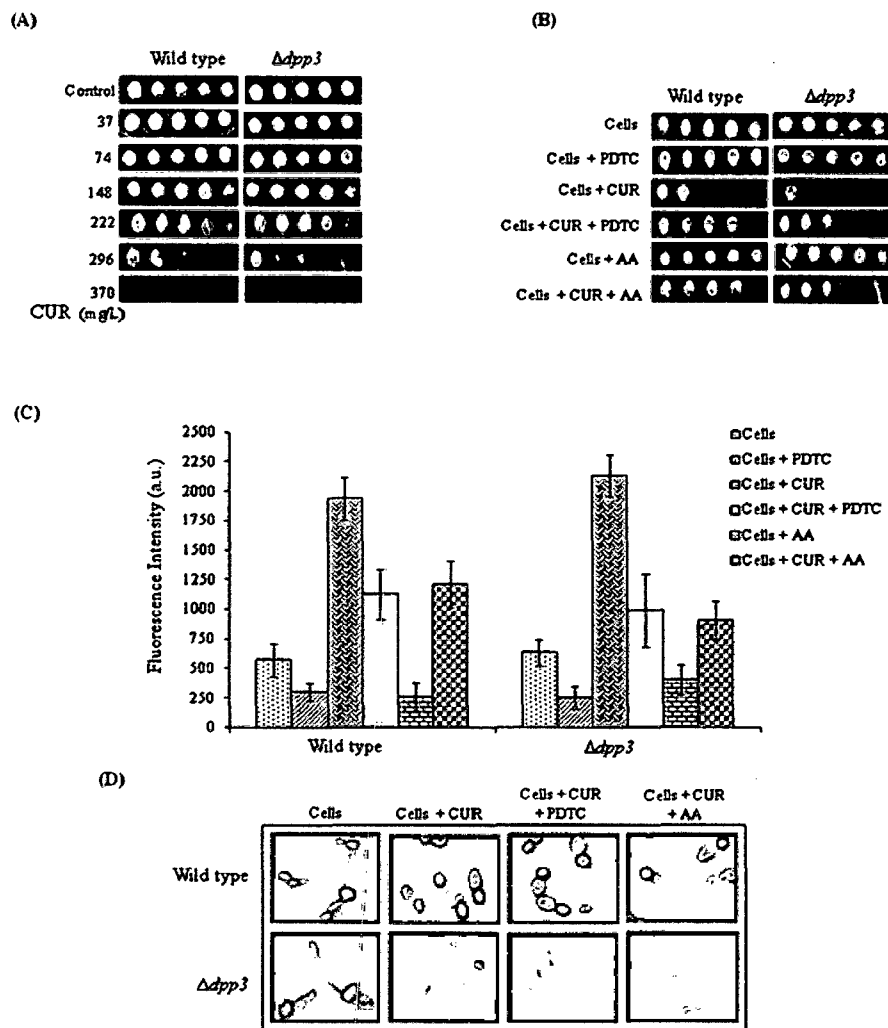 (A)
Wild type Δdpp3
Control
37
74
148
222
296
370
CUR (mg/L)
(B)
Wild type Δdpp3
Cells
Cells + PDTC
Cells + CUR
Cells + CUR + PDTC
Cells + AA
Cells + CUR + AA
(C)
Fluorescence Intensity (a.u.)
2500
2250
2000
1750
1500
1250
1000
750
500
250
0
Wild type Δdpp3
Cells
Cells + PDTC
Cells + CUR
Cells + CUR + PDTC
Cells + AA
Cells + CUR + AA
(D)
Cells
Cells + CUR
Cells + CUR
+ PDTC
Cells + CUR
+ AA
Wild type
Δdpp3